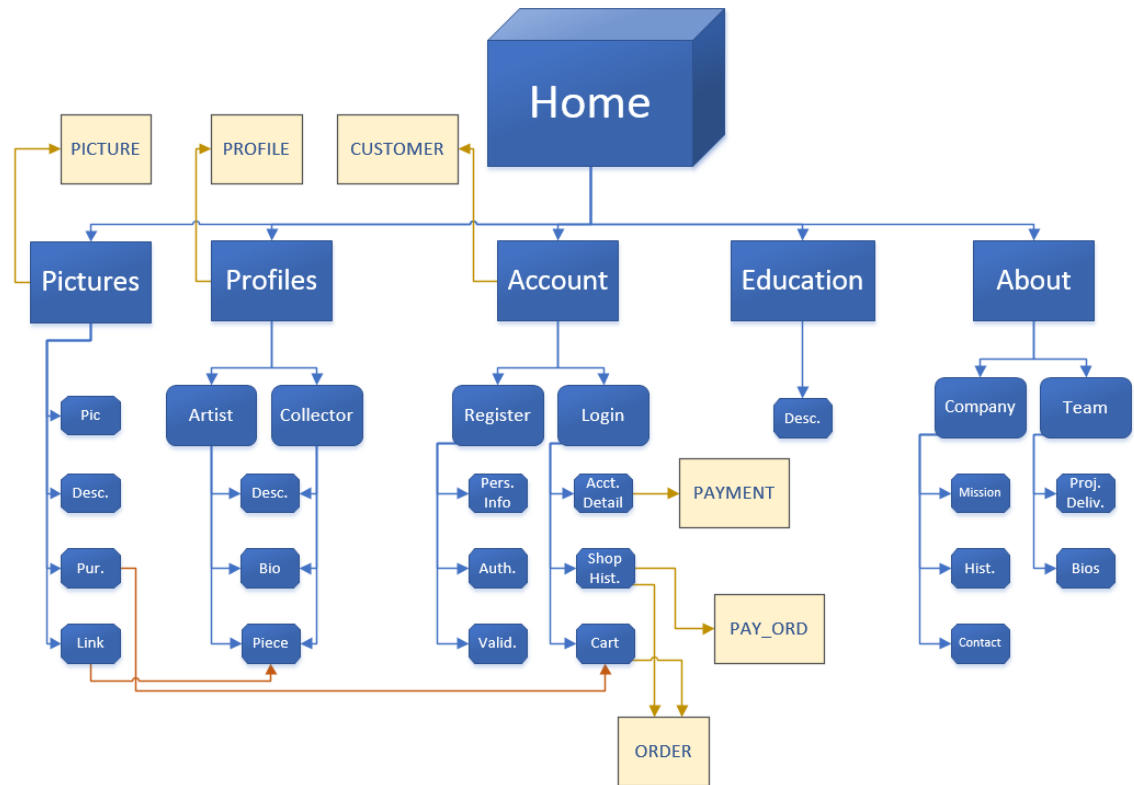 Home
PICTURE
PROFILE
CUSTOMER
Pictures
Profiles
Account
Education
About
Artist
Collector
Register
Login
Company
Team
Pic
Desc.
Desc.
Desc.
Pers.
Info
Acct.
Detail
PAYMENT
Mission
Proj.
Deliv.
Pur.
Bio
Auth.
Shop
Hist.
Hist.
Bios
PAY_ORD
Link
Piece
Valid.
Cart
Contact
ORDER